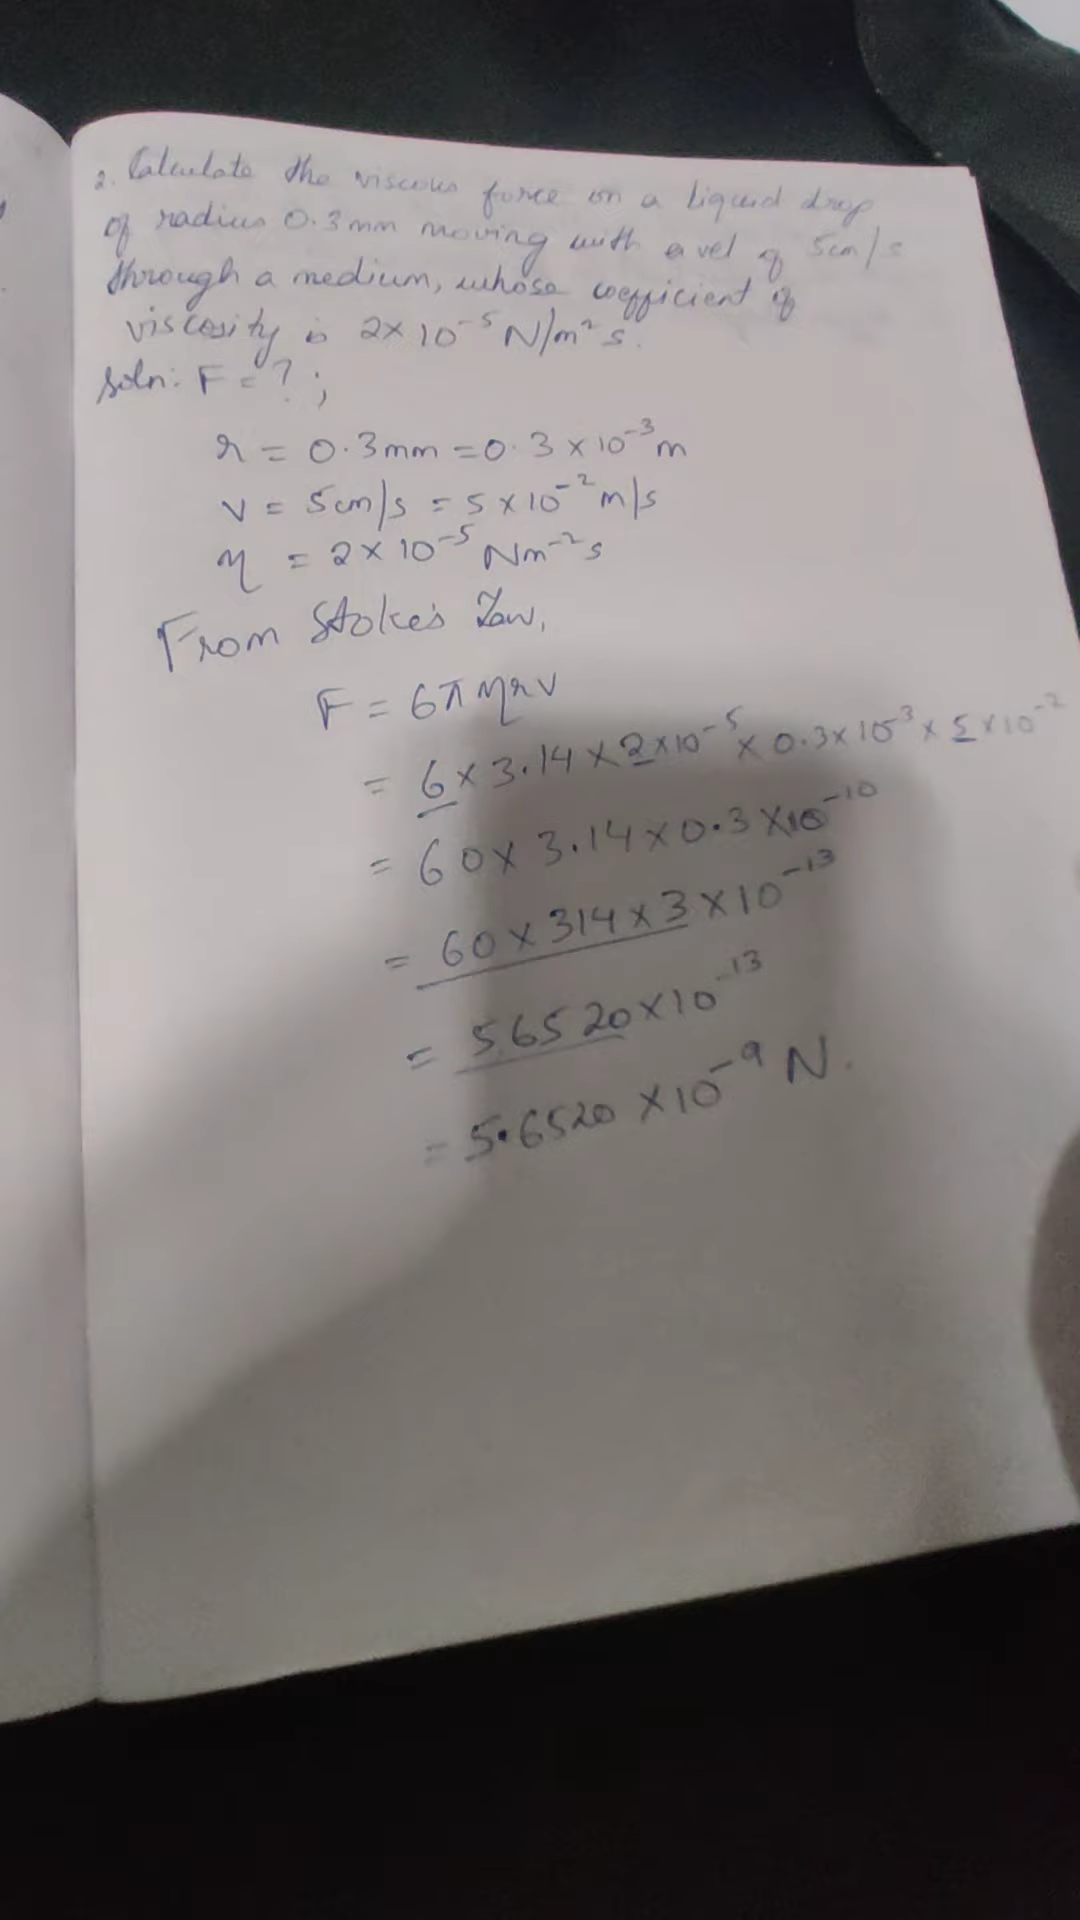 2. Calculate the viscous force on a liquid drop
of radius 0.3mm moving with a vel of 5cm/s
through a medium, whose coefficient of
viscosity is 2×10⁻⁵ N/m²s.
Soln: F = ? ;
r = 0.3mm = 0.3 × 10⁻³ m
v = 5cm/s = 5 × 10⁻² m/s
η = 2 × 10⁻⁵ Nm⁻²s
From Stoke's Law,
F = 6πηrv
= 6 × 3.14 × 2×10⁻⁵ × 0.3×10⁻³ × 5×10⁻²
= 60 × 3.14 × 0.3 × 10⁻¹⁰
= 60 × 314 × 3 × 10⁻¹³
= 56520 × 10⁻¹³
= 5.6520 × 10⁻⁹ N.